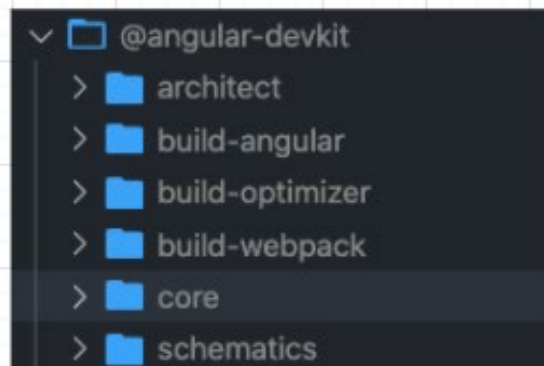 @angular-devkit
architect
build-angular
build-optimizer
build-webpack
core
schematics